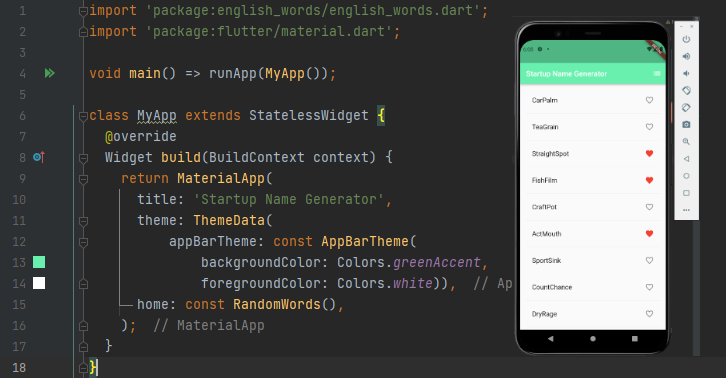 1 import 'package:english_words/english_words.dart';
2 import 'package:flutter/material.dart';
3
4 void main() => runApp(MyApp());
5
6 class MyApp extends StatelessWidget {
7 @override
8 Widget build(BuildContext context) {
9 return MaterialApp(
10 title: 'Startup Name Generator',
11 theme: ThemeData(
12 appBarTheme: const AppBarTheme(
13 backgroundColor: Colors.greenAccent,
14 foregroundColor: Colors.white)), // Ap
15 home: const RandomWords(),
16 ); // MaterialApp
17 }
18 }
Startup Name Generator
CarPalm
TeaGrain
StreightSpot
FishFilm
CraftPot
ActMouth
SportSink
CountChance
DryRage